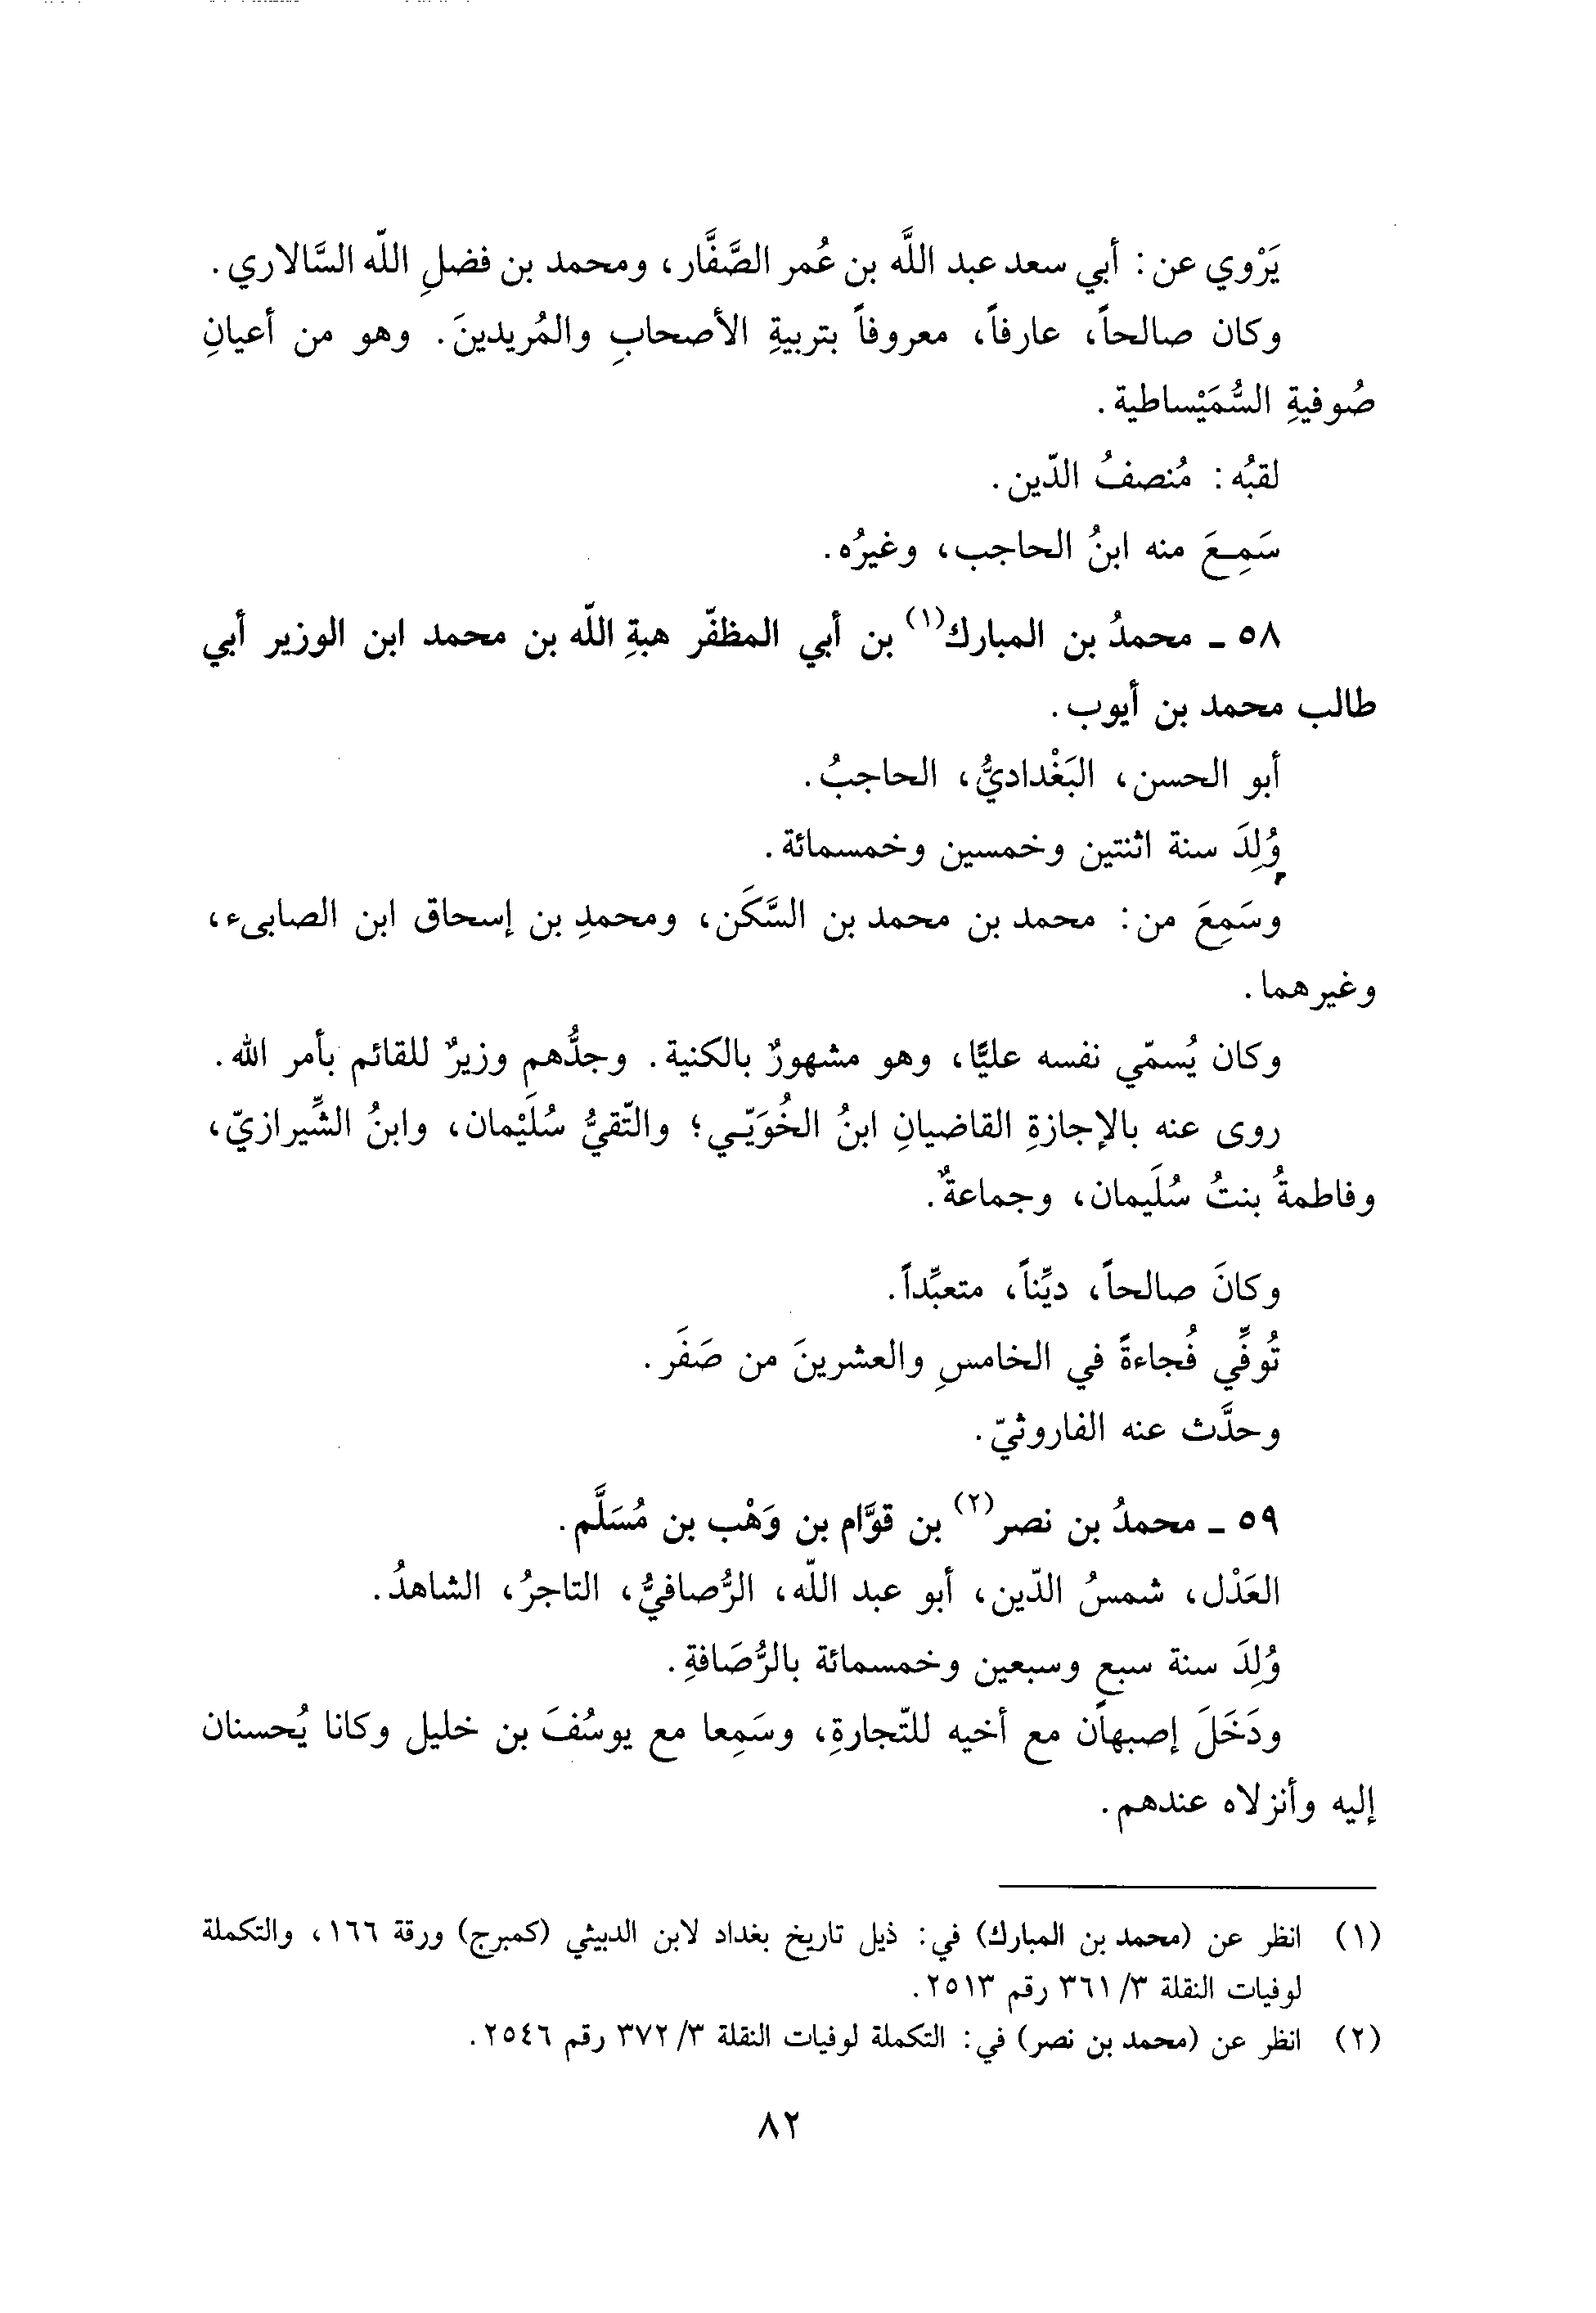 يَرْوي عن: أبي سعد عبد اللَّه بن عُمر الصَّفَّار، ومحمد بن فضلِ اللّه السَّالاري.
وكان صالحاً، عارفاً، معروفاً بتربيةِ الأصحابِ والمُريدينَ. وهو من أعيانِ
صُوفيةِ السُّمَيْساطية.
لقبُه: مُنصفُ الدّين.
سَمِعَ منه ابنُ الحاجب، وغيرُه.
٥٨ - محمدُ بن المبارك(١) بن أبي المظفّر هبةِ اللّه بن محمد ابن الوزير أبي
طالب محمد بن أيوب.
أبو الحسن، البَغْداديُّ، الحاجبُ.
وُلِدَ سنة اثنتين وخمسين وخمسمائة.
وسَمِعَ من: محمد بن محمد بن السَّكَن، ومحمدِ بن إسحاق ابن الصابىء،
وغيرهما.
وكان يُسمّي نفسه عليًّا، وهو مشهورٌ بالكنية. وجدُّهم وزيرٌ للقائم بأمر الله.
روى عنه بالإجازةِ القاضيانِ ابنُ الخُوَيّي؛ والتّقيُّ سُلَيْمان، وابنُ الشِّيرازيّ،
وفاطمةُ بنتُ سُلَيمان، وجماعةٌ.
وكانَ صالحاً، ديِّناً، متعبِّداً.
تُوفِّي فُجاءةً في الخامسِ والعشرينَ من صَفَر.
وحدَّث عنه الفاروثيّ.
٥٩ - محمدُ بن نصر(٢) بن قوَّام بن وَهْب بن مُسَلَّم.
العَدْل، شمسُ الدّين، أبو عبد اللّه، الرُّصافيُّ، التاجرُ، الشاهدُ.
وُلِدَ سنة سبعٍ وسبعين وخمسمائة بالرُّصَافةِ.
ودَخَلَ إصبهان مع أخيه للتّجارةِ، وسَمِعا مع يوسُفَ بن خليل وكانا يُحسنان
إليه وأنزلاه عندهم.
(١) انظر عن (محمد بن المبارك) في: ذيل تاريخ بغداد لابن الدبيثي (كمبرج) ورقة ١٦٦، والتكملة
لوفيات النقلة ٣/ ٣٦١ رقم ٢٥١٣.
(٢) انظر عن (محمد بن نصر) في: التكملة لوفيات النقلة ٣/ ٣٧٢ رقم ٢٥٤٦.
٨٢